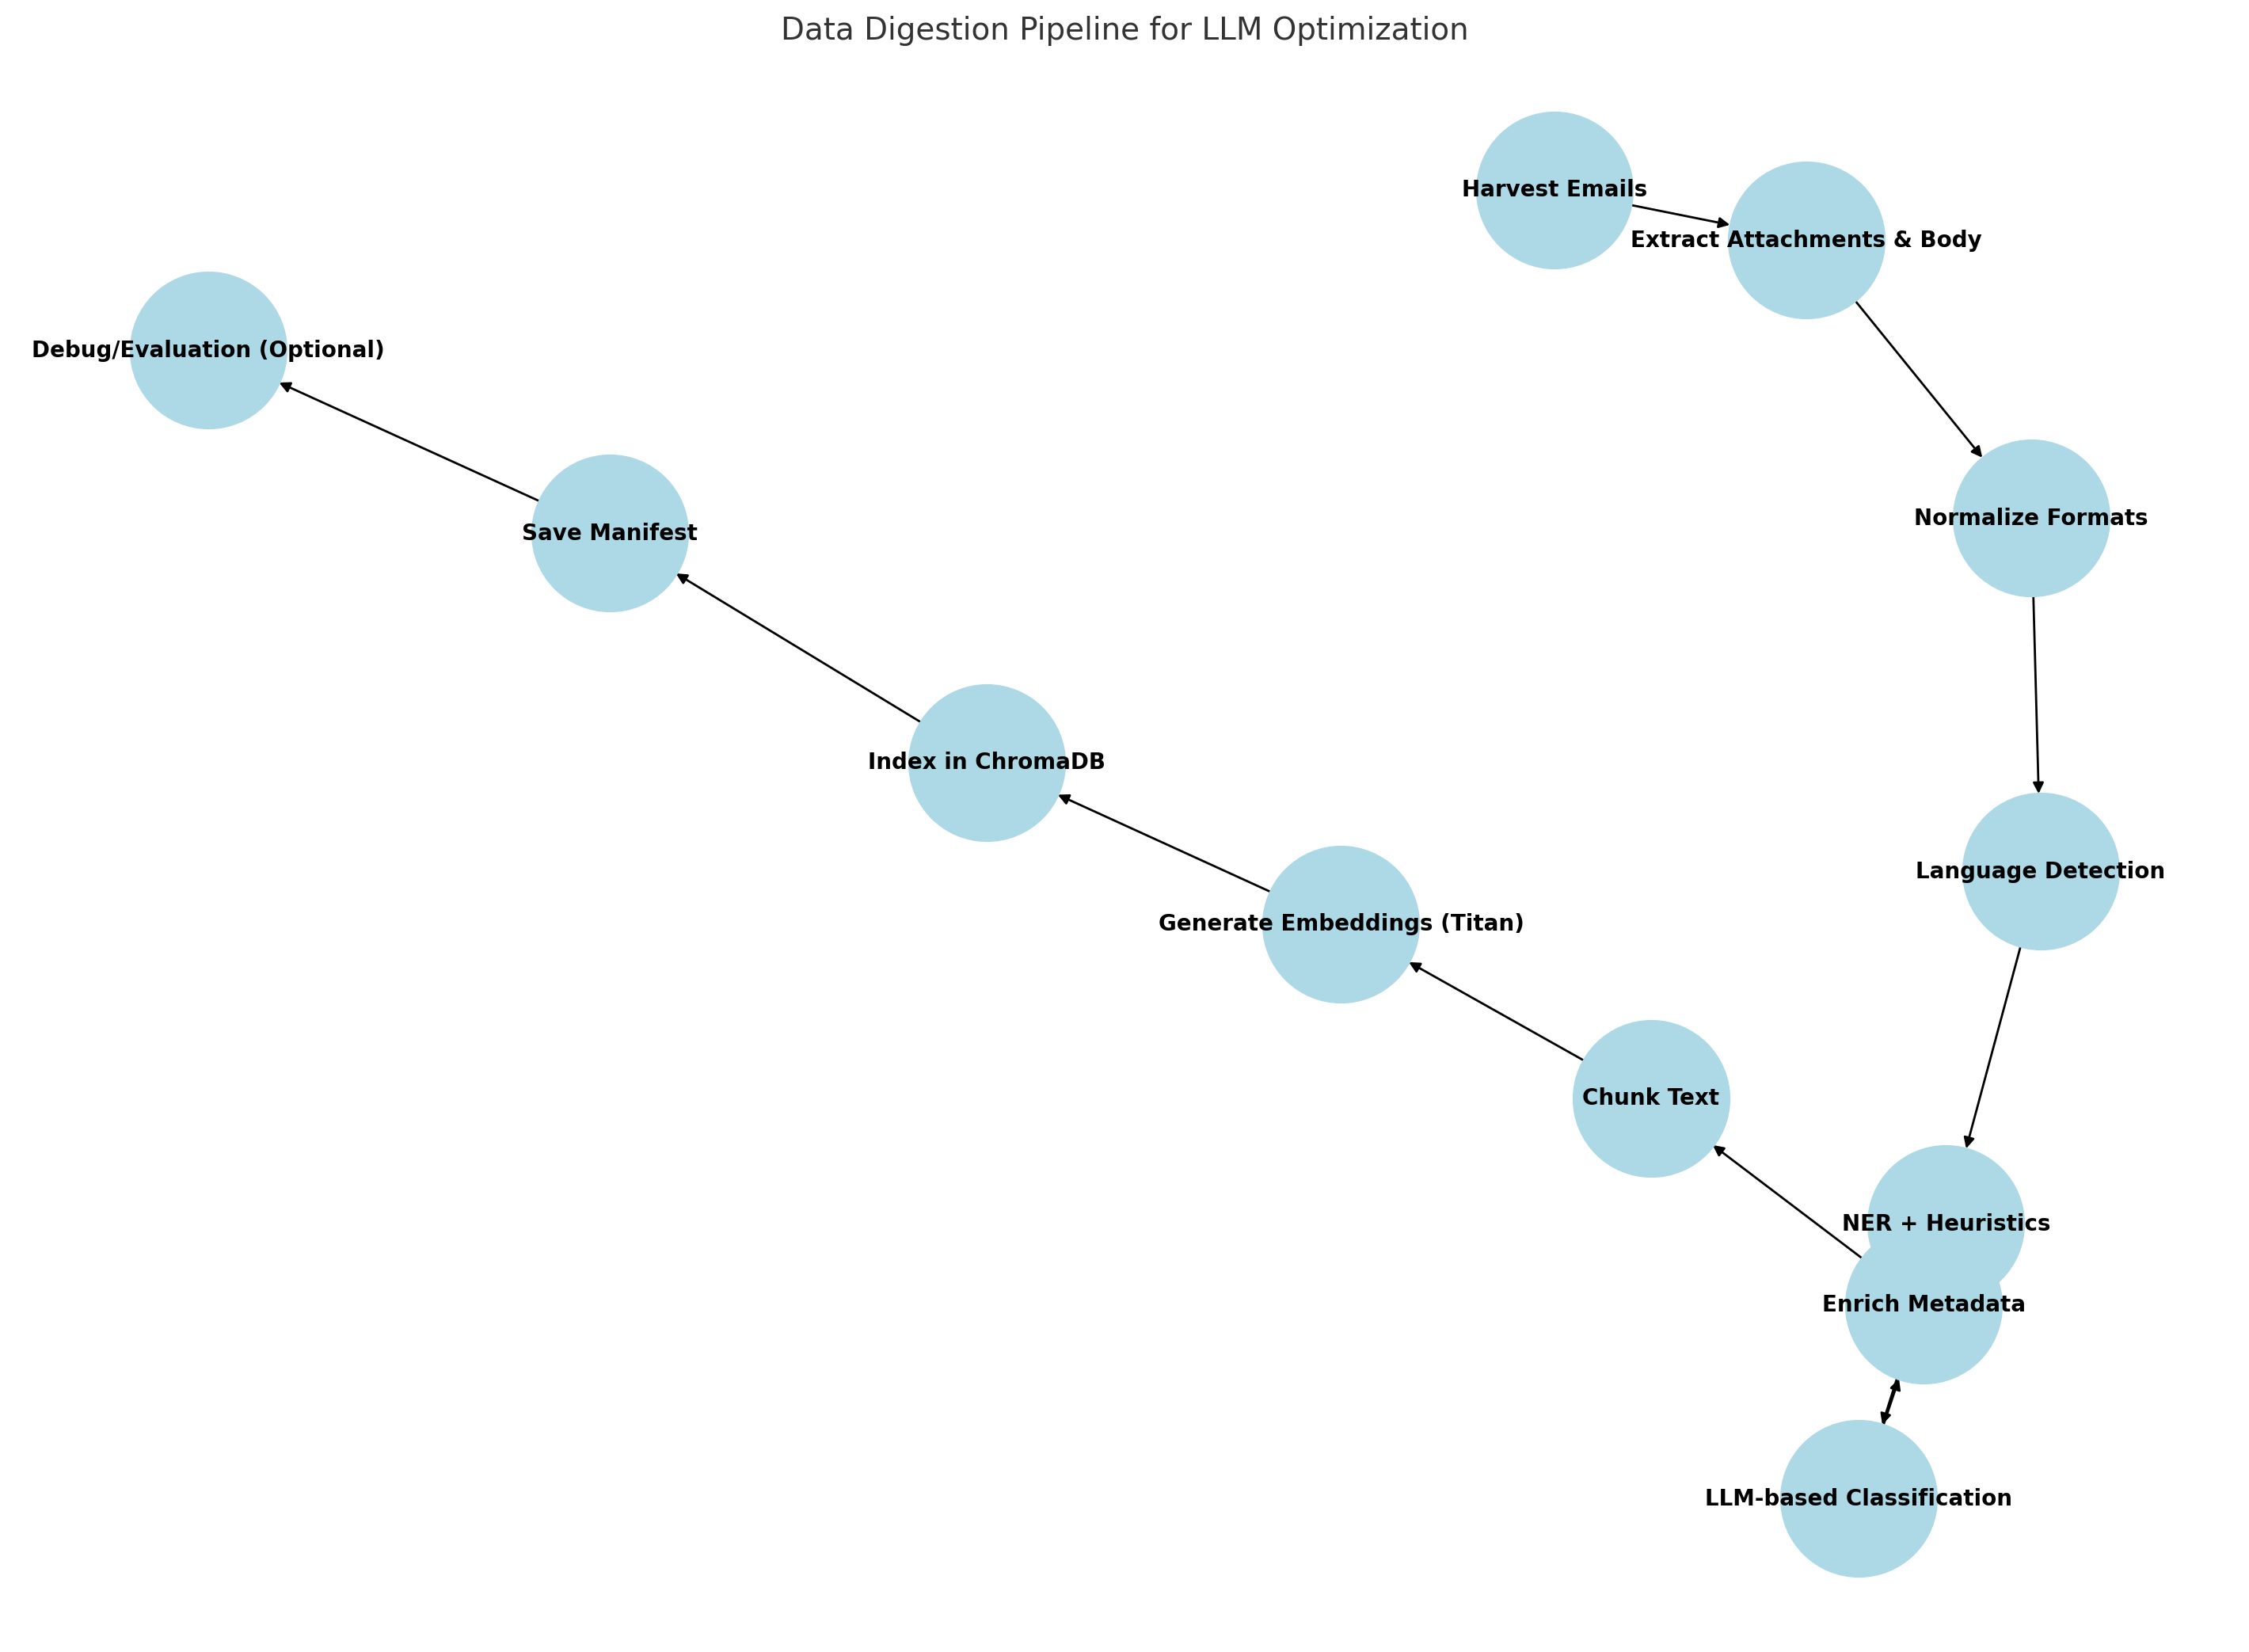 Data Digestion Pipeline for LLM Optimization
Harvest Emails
Extract Attachments & Body
Debug/Evaluation (Optional)
Normalize Formats
Save Manifest
Index in ChromaDB
Language Detection
Generate Embeddings (Titan)
Chunk Text
NER + Heuristics
Enrich Metadata
LLM-based Classification